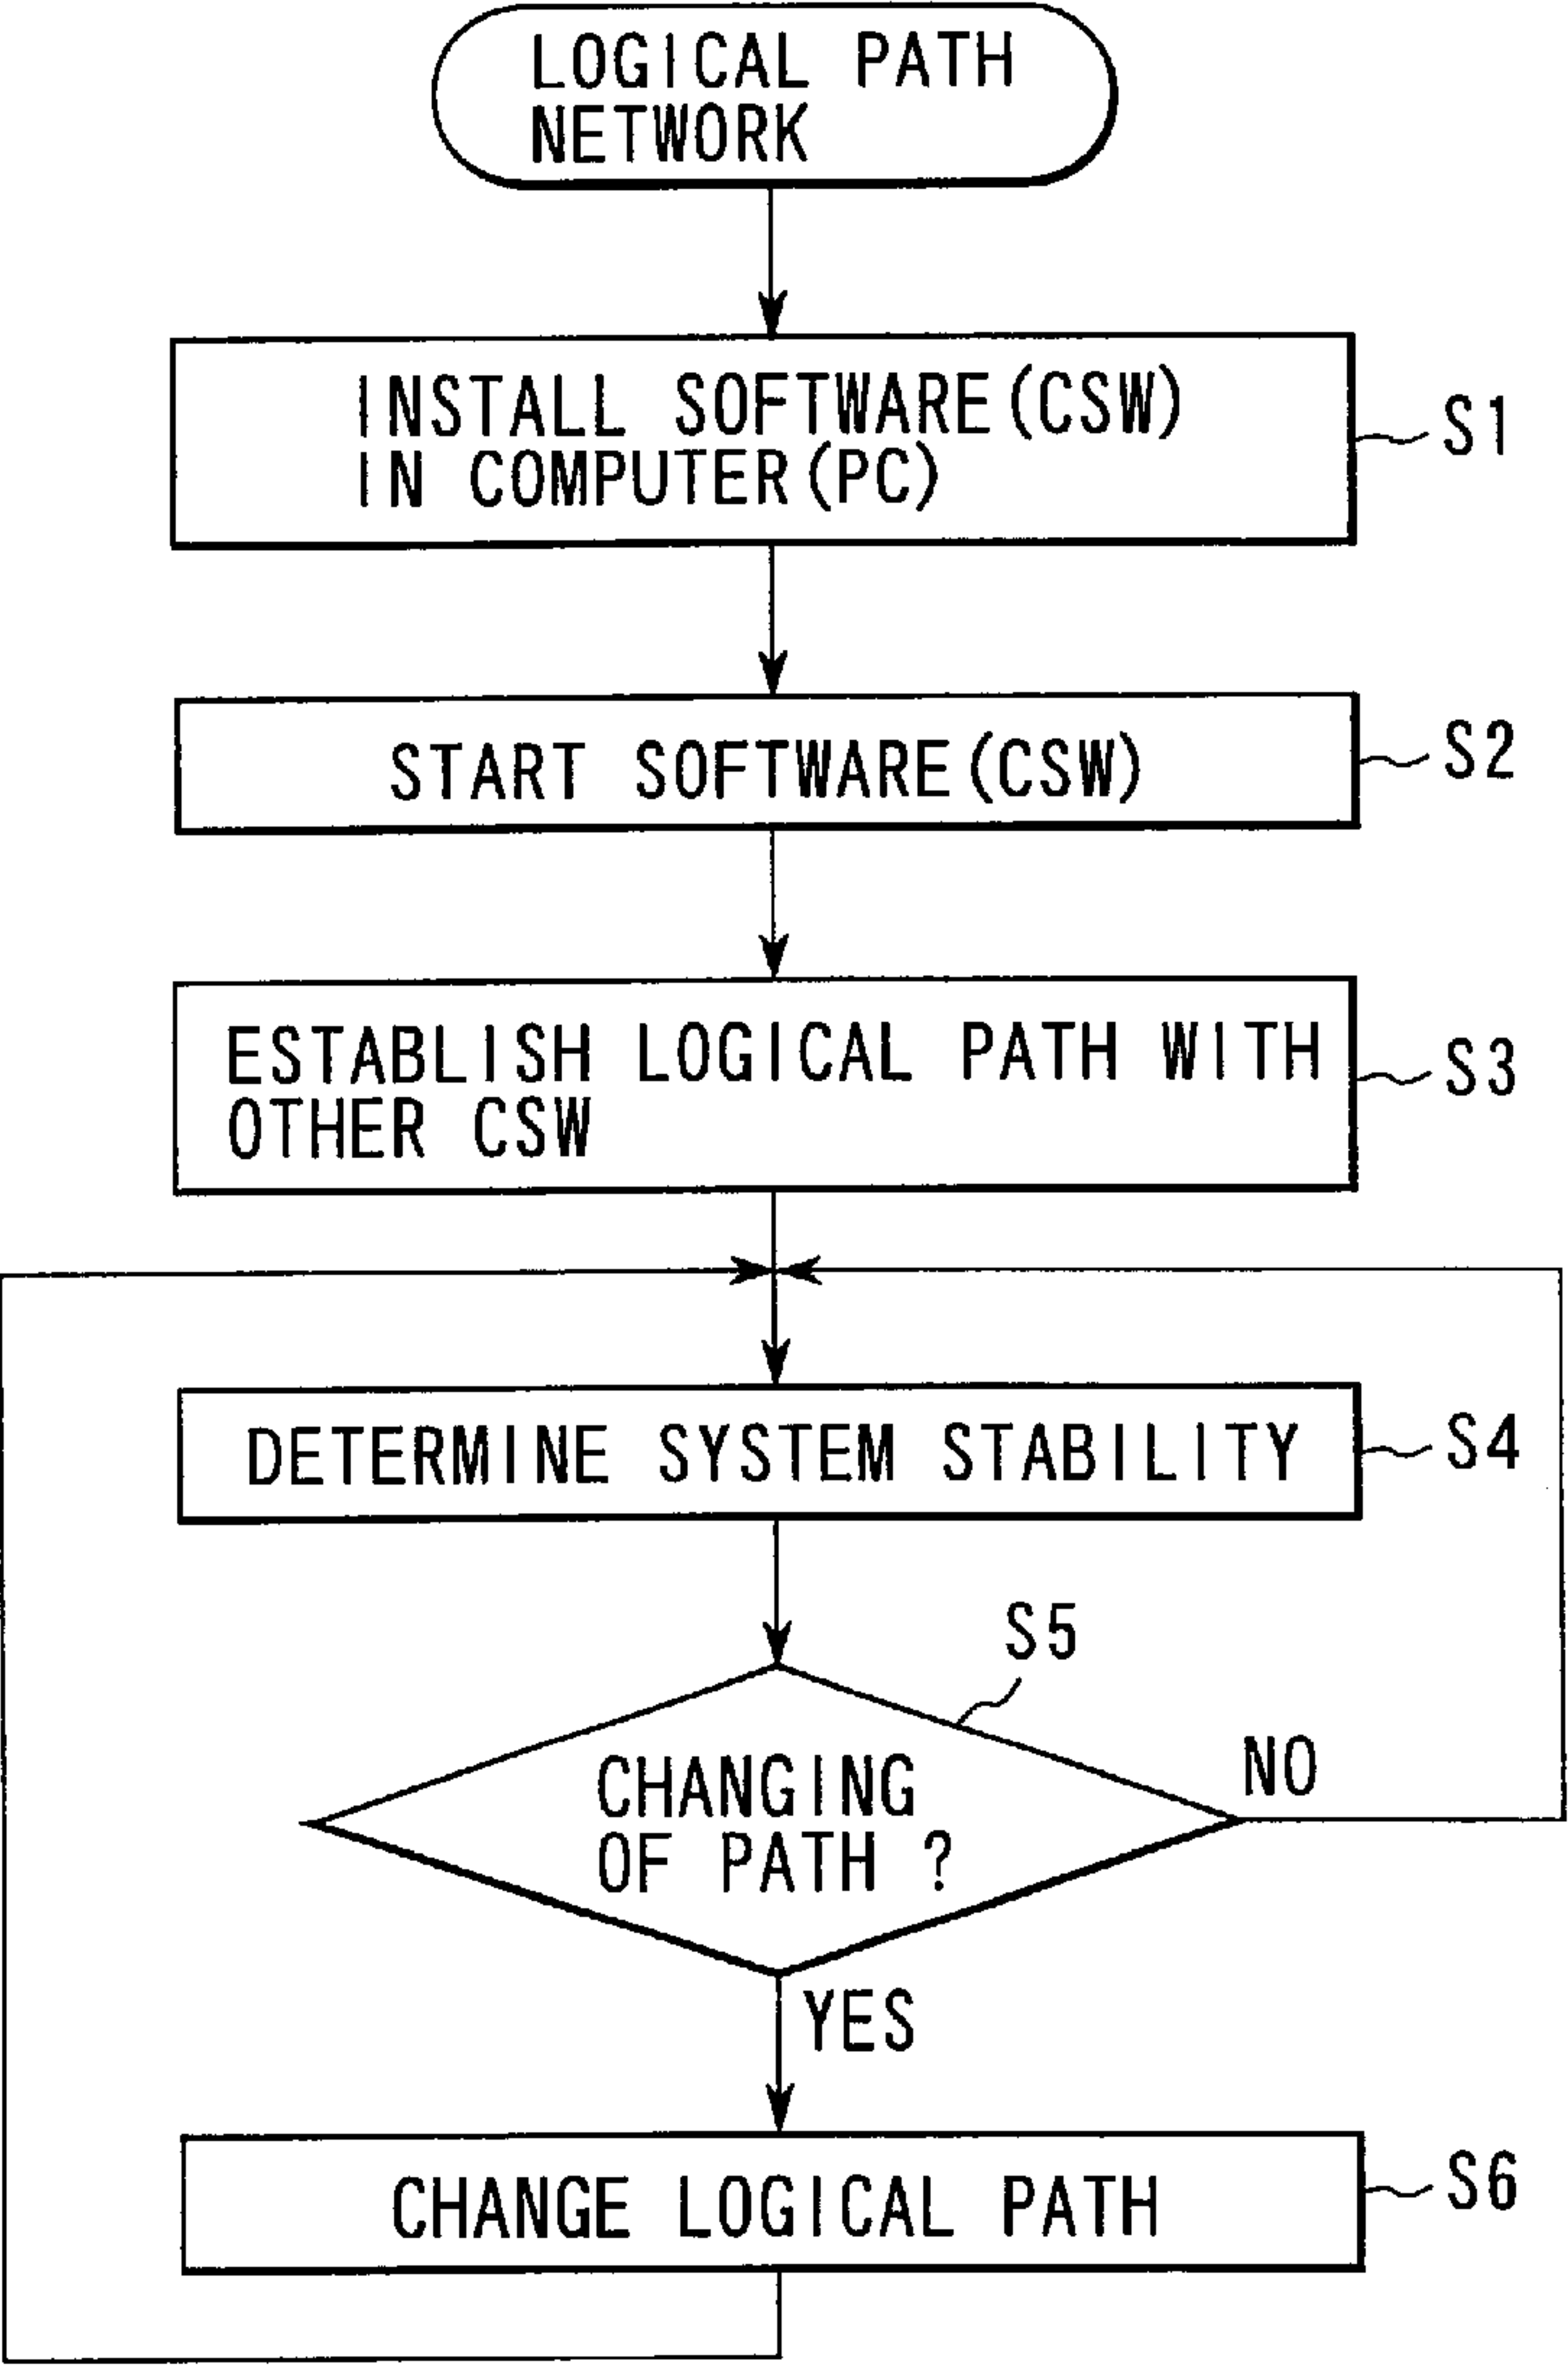 LOGICAL PATH
NETWORK
INSTALL SOFTWARE(CSW)
IN COMPUTER(PC)
S1
START SOFTWARE(CSW)
S2
ESTABLISH LOGICAL PATH WITH
OTHER CSW
S3
DETERMINE SYSTEM STABILITY
S4
S5
CHANGING
OF PATH ?
NO
YES
CHANGE LOGICAL PATH
S6